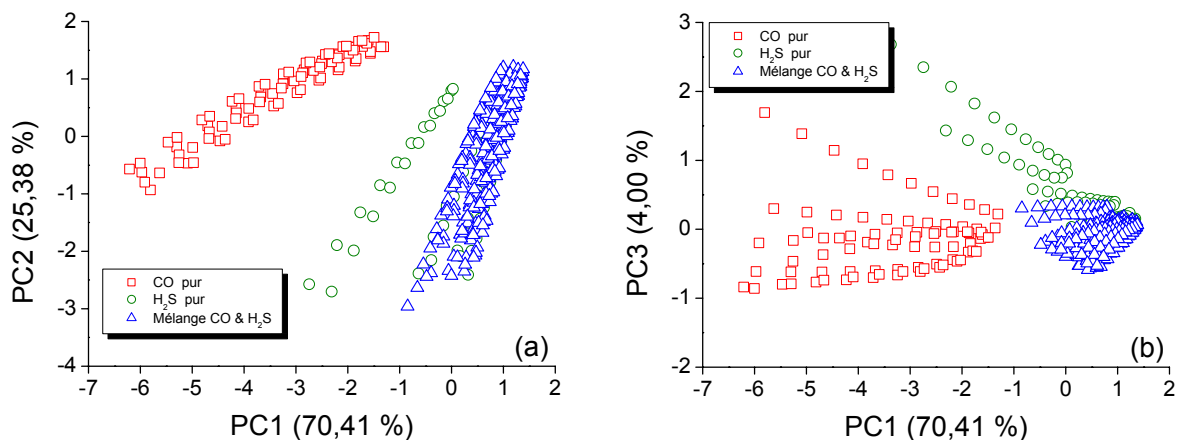 2
1
0
-1
-2
-3
-4
PC2 (25,38 %)
CO pur
H₂S pur
Mélange CO & H₂S
(a)
-7 -6 -5 -4 -3 -2 -1 0 1 2
PC1 (70,41 %)
3
2
1
0
-1
-2
PC3 (4,00 %)
CO pur
H₂S pur
Mélange CO & H₂S
(b)
-7 -6 -5 -4 -3 -2 -1 0 1 2
PC1 (70,41 %)